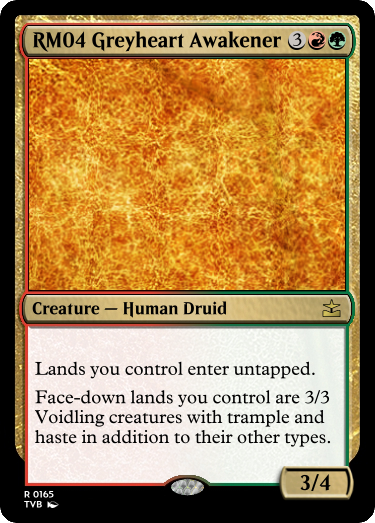 RM04 Greyheart Awakener 3
Creature — Human Druid
Lands you control enter untapped.
Face-down lands you control are 3/3
Voidling creatures with trample and
haste in addition to their other types.
3/4
R 0165
TVB